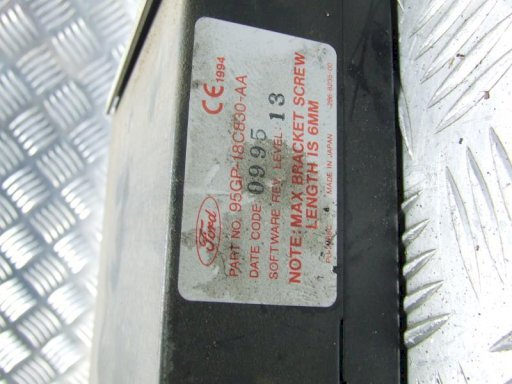 CE 1994
Ford
PART NO. 95GP-18C830-AA
DATE CODE: 0995
SOFTWARE REV. LEVEL: 13
NOTE: MAX BRACKET SCREW
LENGTH IS 6MM
MADE IN JAPAN